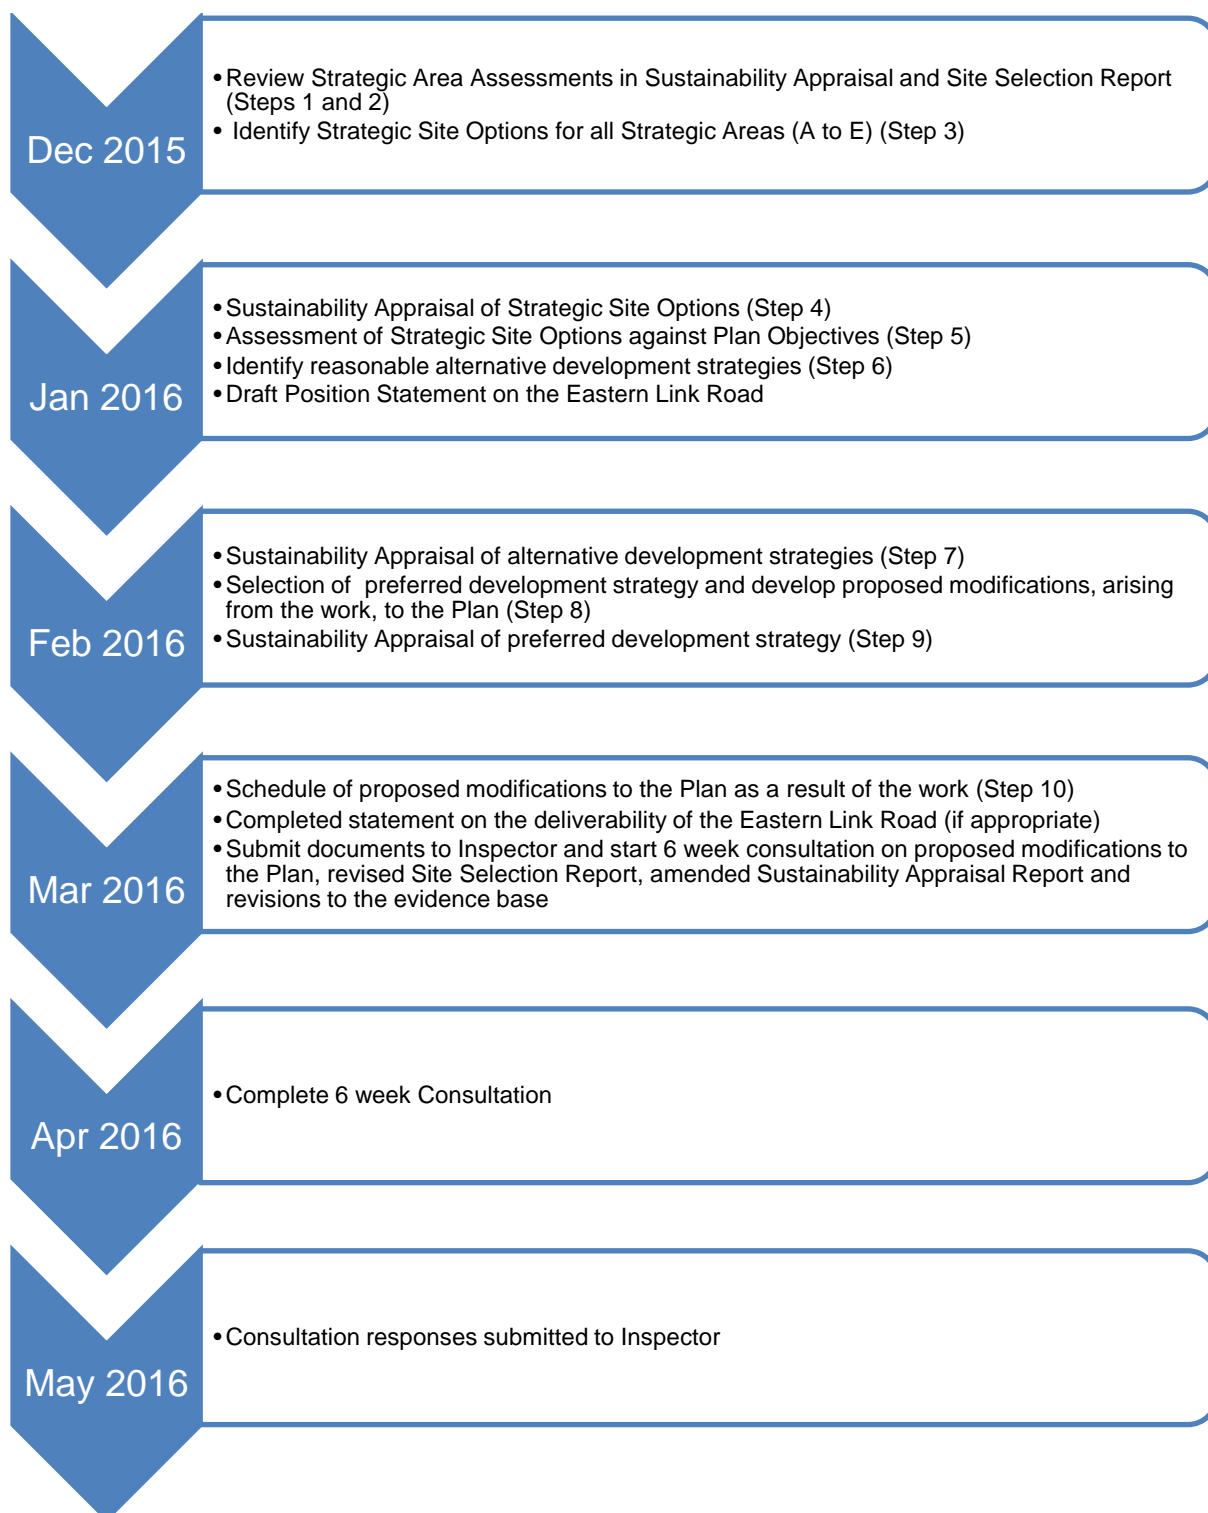 Dec 2015
•Review Strategic Area Assessments in Sustainability Appraisal and Site Selection Report
(Steps 1 and 2)
• Identify Strategic Site Options for all Strategic Areas (A to E) (Step 3)
Jan 2016
•Sustainability Appraisal of Strategic Site Options (Step 4)
•Assessment of Strategic Site Options against Plan Objectives (Step 5)
•Identify reasonable alternative development strategies (Step 6)
•Draft Position Statement on the Eastern Link Road
Feb 2016
•Sustainability Appraisal of alternative development strategies (Step 7)
•Selection of preferred development strategy and develop proposed modifications, arising
from the work, to the Plan (Step 8)
•Sustainability Appraisal of preferred development strategy (Step 9)
Mar 2016
•Schedule of proposed modifications to the Plan as a result of the work (Step 10)
•Completed statement on the deliverability of the Eastern Link Road (if appropriate)
•Submit documents to Inspector and start 6 week consultation on proposed modifications to
the Plan, revised Site Selection Report, amended Sustainability Appraisal Report and
revisions to the evidence base
Apr 2016
•Complete 6 week Consultation
May 2016
•Consultation responses submitted to Inspector